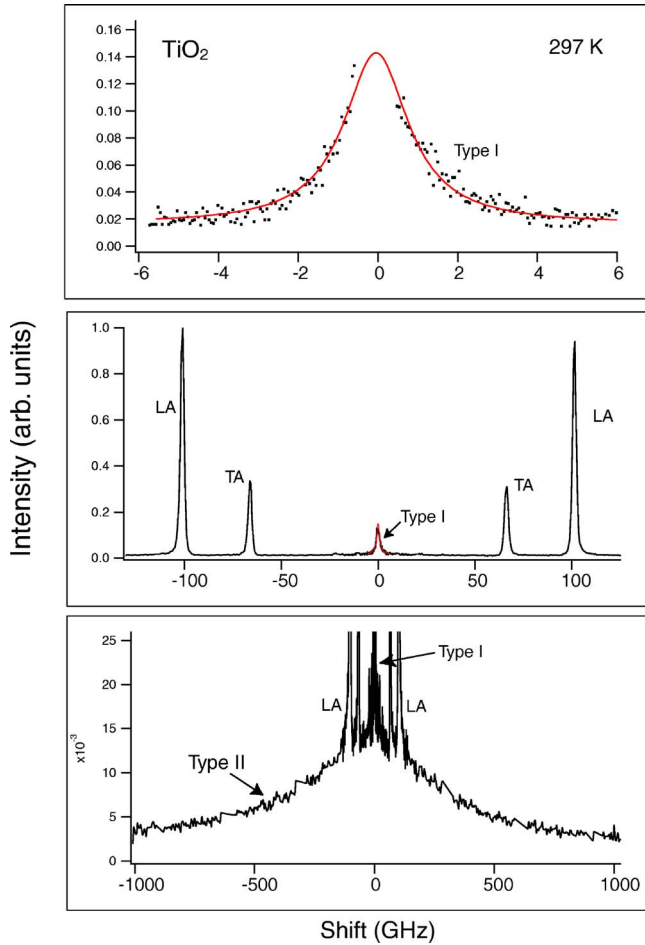 TiO2
297 K
0.16
0.14
0.12
0.10
0.08
0.06
0.04
0.02
0.00
Type I
-6 -4 -2 0 2 4 6
Intensity (arb. units)
1.0
0.8
0.6
0.4
0.2
0.0
LA
TA
Type I
TA
LA
-100 -50 0 50 100
25
20
15
10
5
0
x10-3
Type I
LA
LA
Type II
-1000 -500 0 500 1000
Shift (GHz)